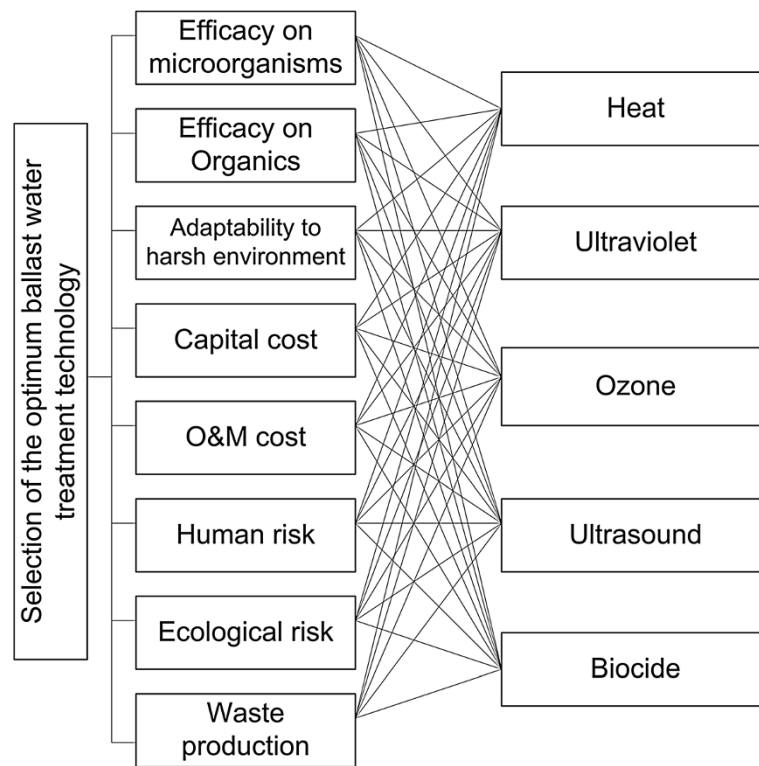 Selection of the optimum ballast water
treatment technology
Efficacy on
microorganisms
Efficacy on
Organics
Adaptability to
harsh environment
Capital cost
O&M cost
Human risk
Ecological risk
Waste
production
Heat
Ultraviolet
Ozone
Ultrasound
Biocide